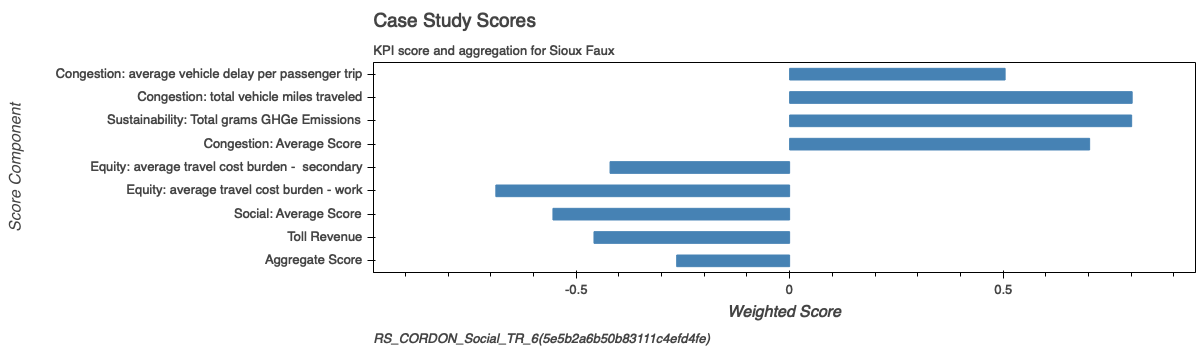 Case Study Scores
KPI score and aggregation for Sioux Faux
Score Component
Congestion: average vehicle delay per passenger trip
Congestion: total vehicle miles traveled
Sustainability: Total grams GHGe Emissions
Congestion: Average Score
Equity: average travel cost burden -  secondary
Equity: average travel cost burden - work
Social: Average Score
Toll Revenue
Aggregate Score
-0.5 0 0.5
Weighted Score
RS_CORDON_Social_TR_6(5e5b2a6b50b83111c4efd4fe)